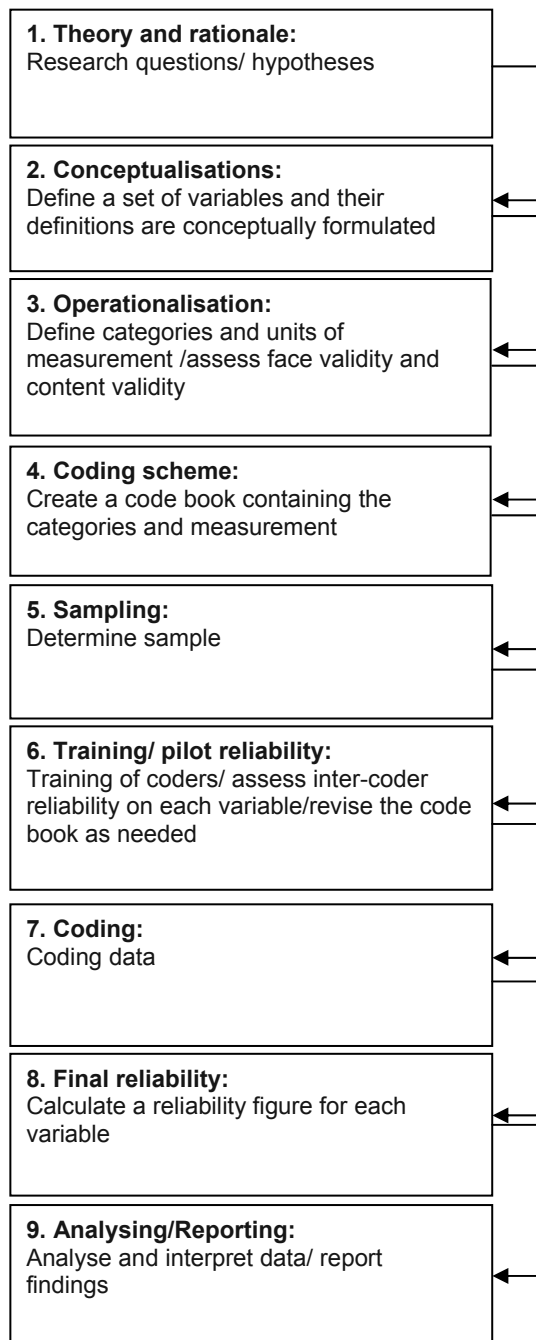 1. Theory and rationale:
Research questions/ hypotheses
2. Conceptualisations:
Define a set of variables and their
definitions are conceptually formulated
3. Operationalisation:
Define categories and units of
measurement /assess face validity and
content validity
4. Coding scheme:
Create a code book containing the
categories and measurement
5. Sampling:
Determine sample
6. Training/ pilot reliability:
Training of coders/ assess inter-coder
reliability on each variable/revise the code
book as needed
7. Coding:
Coding data
8. Final reliability:
Calculate a reliability figure for each
variable
9. Analysing/Reporting:
Analyse and interpret data/ report
findings